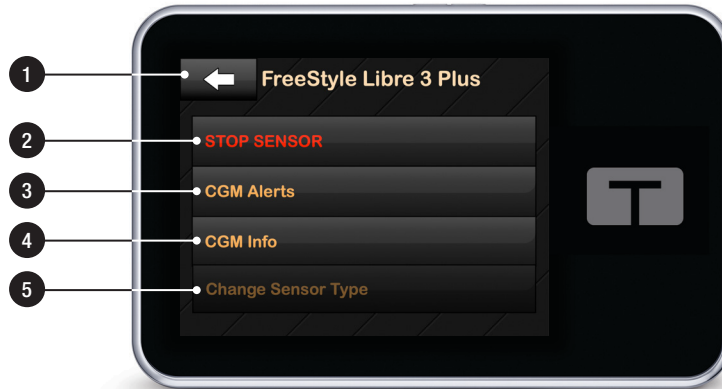 1
FreeStyle Libre 3 Plus
2
STOP SENSOR
3
CGM Alerts
4
CGM Info
5
Change Sensor Type
T